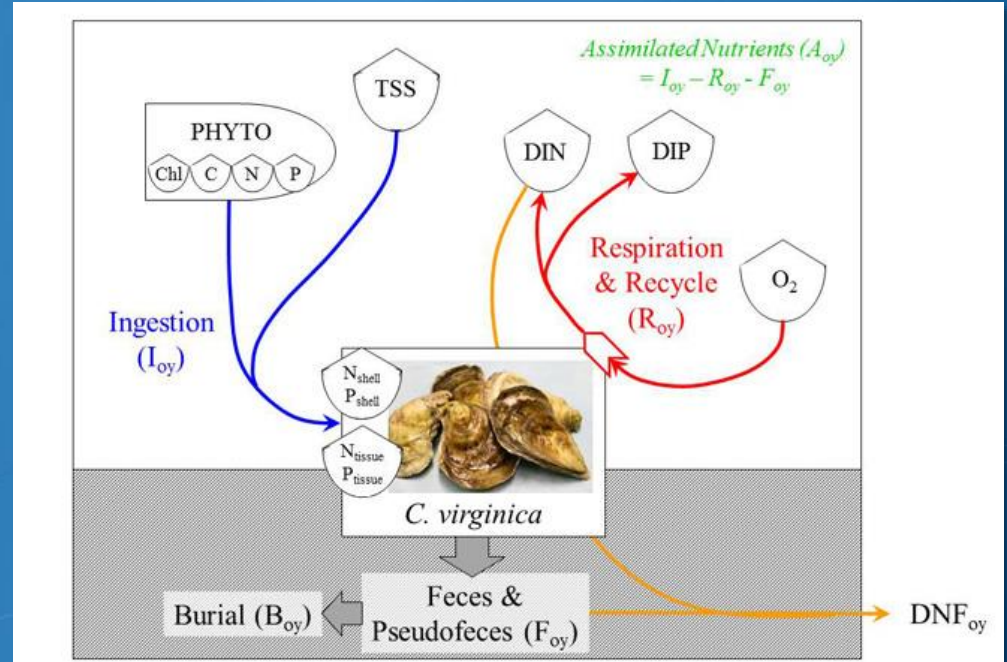 Assimilated Nutrients (Aoy)
= Ioy – Roy - Foy
TSS
PHYTO
Chl C N P
DIN
DIP
Respiration
& Recycle
(Roy)
O2
Ingestion
(Ioy)
Nshell
Pshell
Ntissue
Ptissue
C. virginica
Feces &
Pseudofeces (Foy)
Burial (Boy)
DNFoy